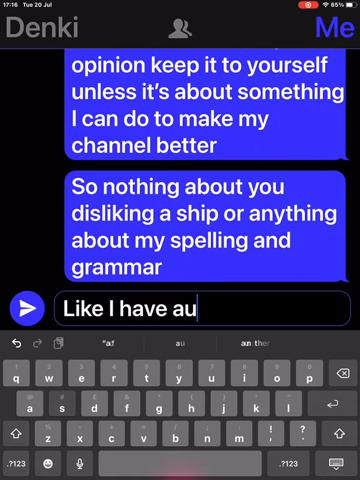 17:16 Tue 20 Jul 65%
Denki Me
opinion keep it to yourself
unless it's about something
I can do to make my
channel better
So nothing about you
disliking a ship or anything
about my spelling and
grammar
Like I have au
au
q w e r t y u i o p
a s d f g h j k l
z x c v b n m ! , ? .
.?123 .?123